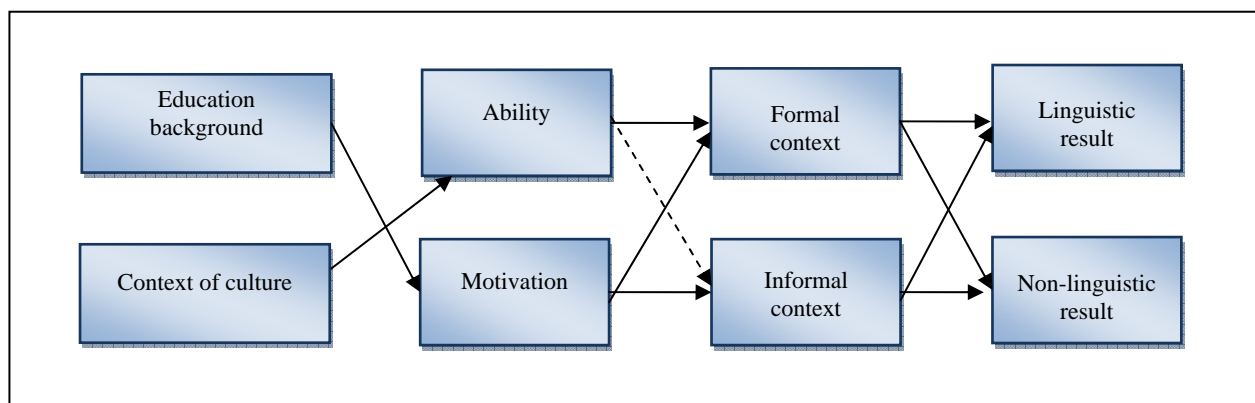 Education
background
Ability
Formal
context
Linguistic
result
Context of culture
Motivation
Informal
context
Non-linguistic
result